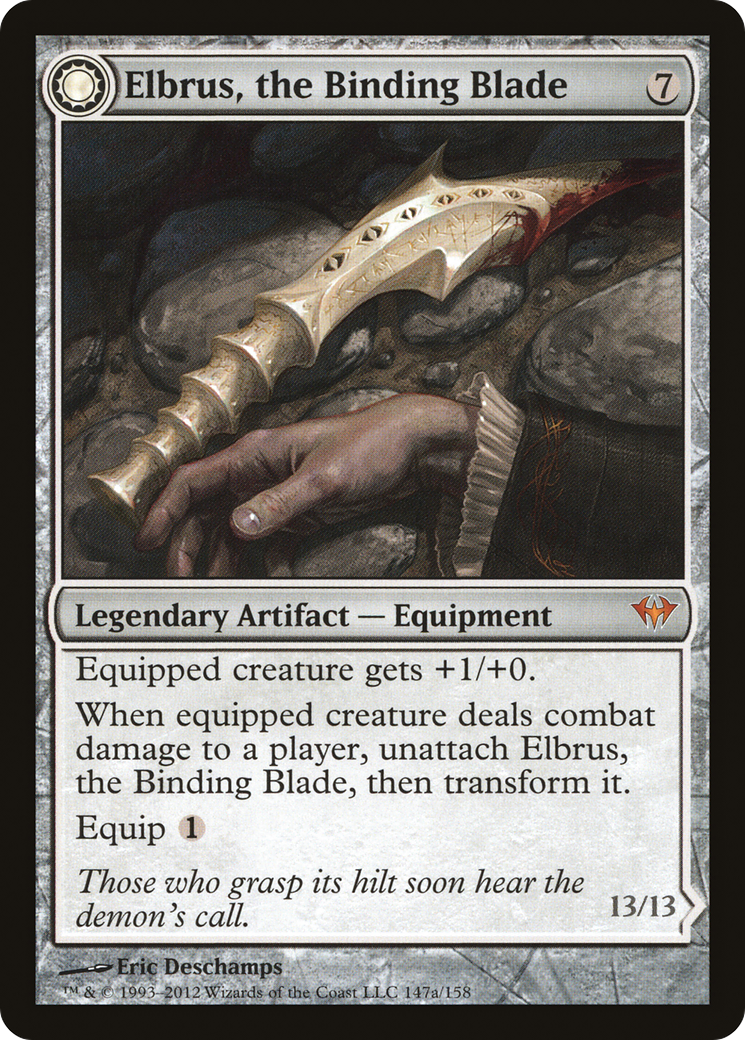 Elbrus, the Binding Blade 7
Legendary Artifact — Equipment
Equipped creature gets +1/+0.
When equipped creature deals combat
damage to a player, unattach Elbrus,
the Binding Blade, then transform it.
Equip 1
Those who grasp its hilt soon hear the
demon's call.
13/13
Eric Deschamps
™ & © 1993–2012 Wizards of the Coast LLC 147a/158